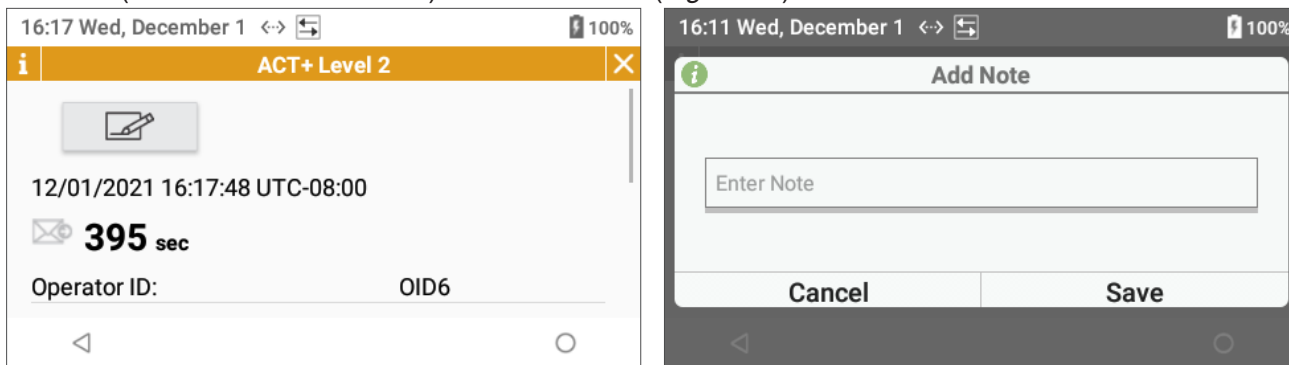 16:17 Wed, December 1
100%
i
ACT+ Level 2
12/01/2021 16:17:48 UTC-08:00
395 sec
Operator ID: OID6
16:11 Wed, December 1
100%
i
Add Note
Enter Note
Cancel
Save